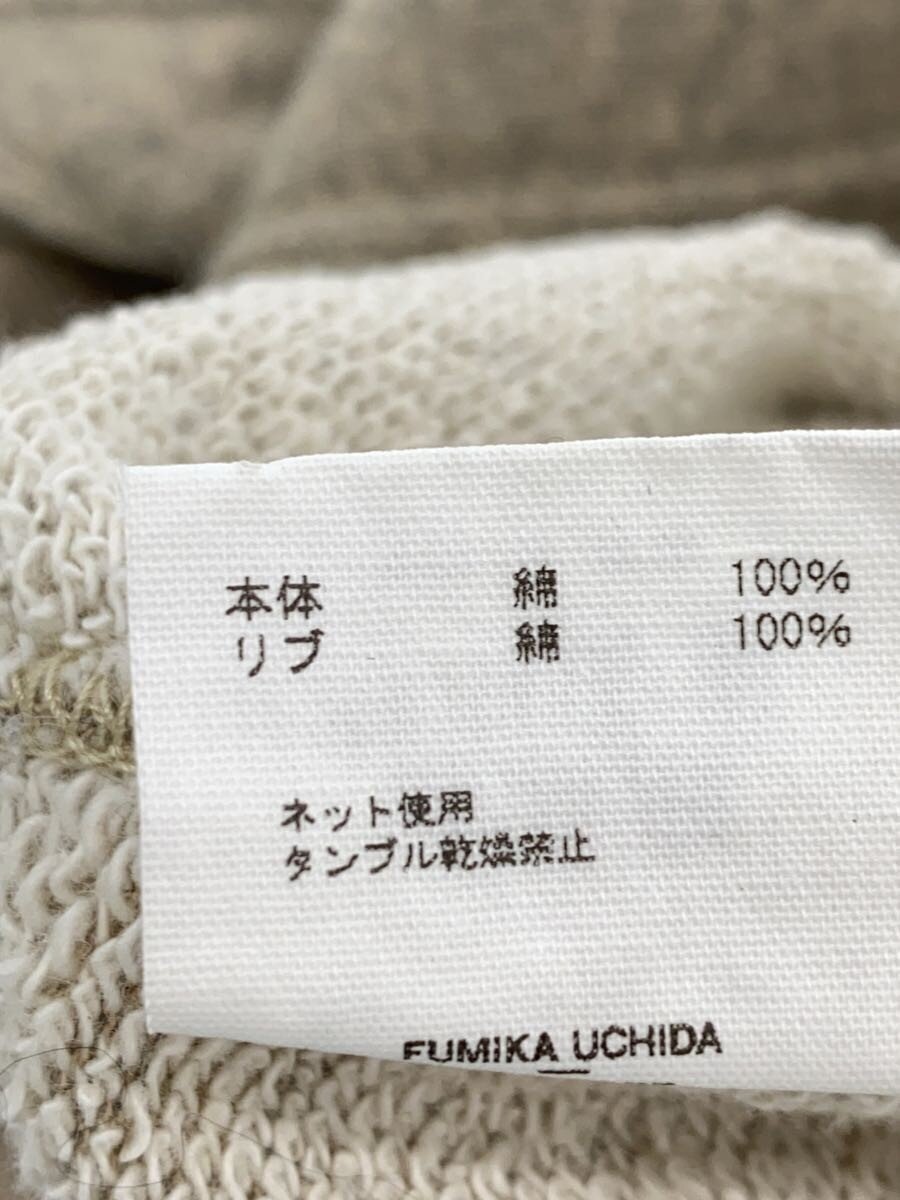 本体 綿 100%
リブ 綿 100%
ネット使用
タンブル乾燥禁止
FUMIKA UCHIDA